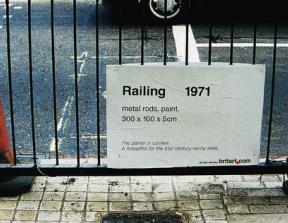 Railing 1971
metal rods, paint.
300 x 100 x 5cm
The barrier in context.
A metaphor for the 21st-century nanny state.
britart.com